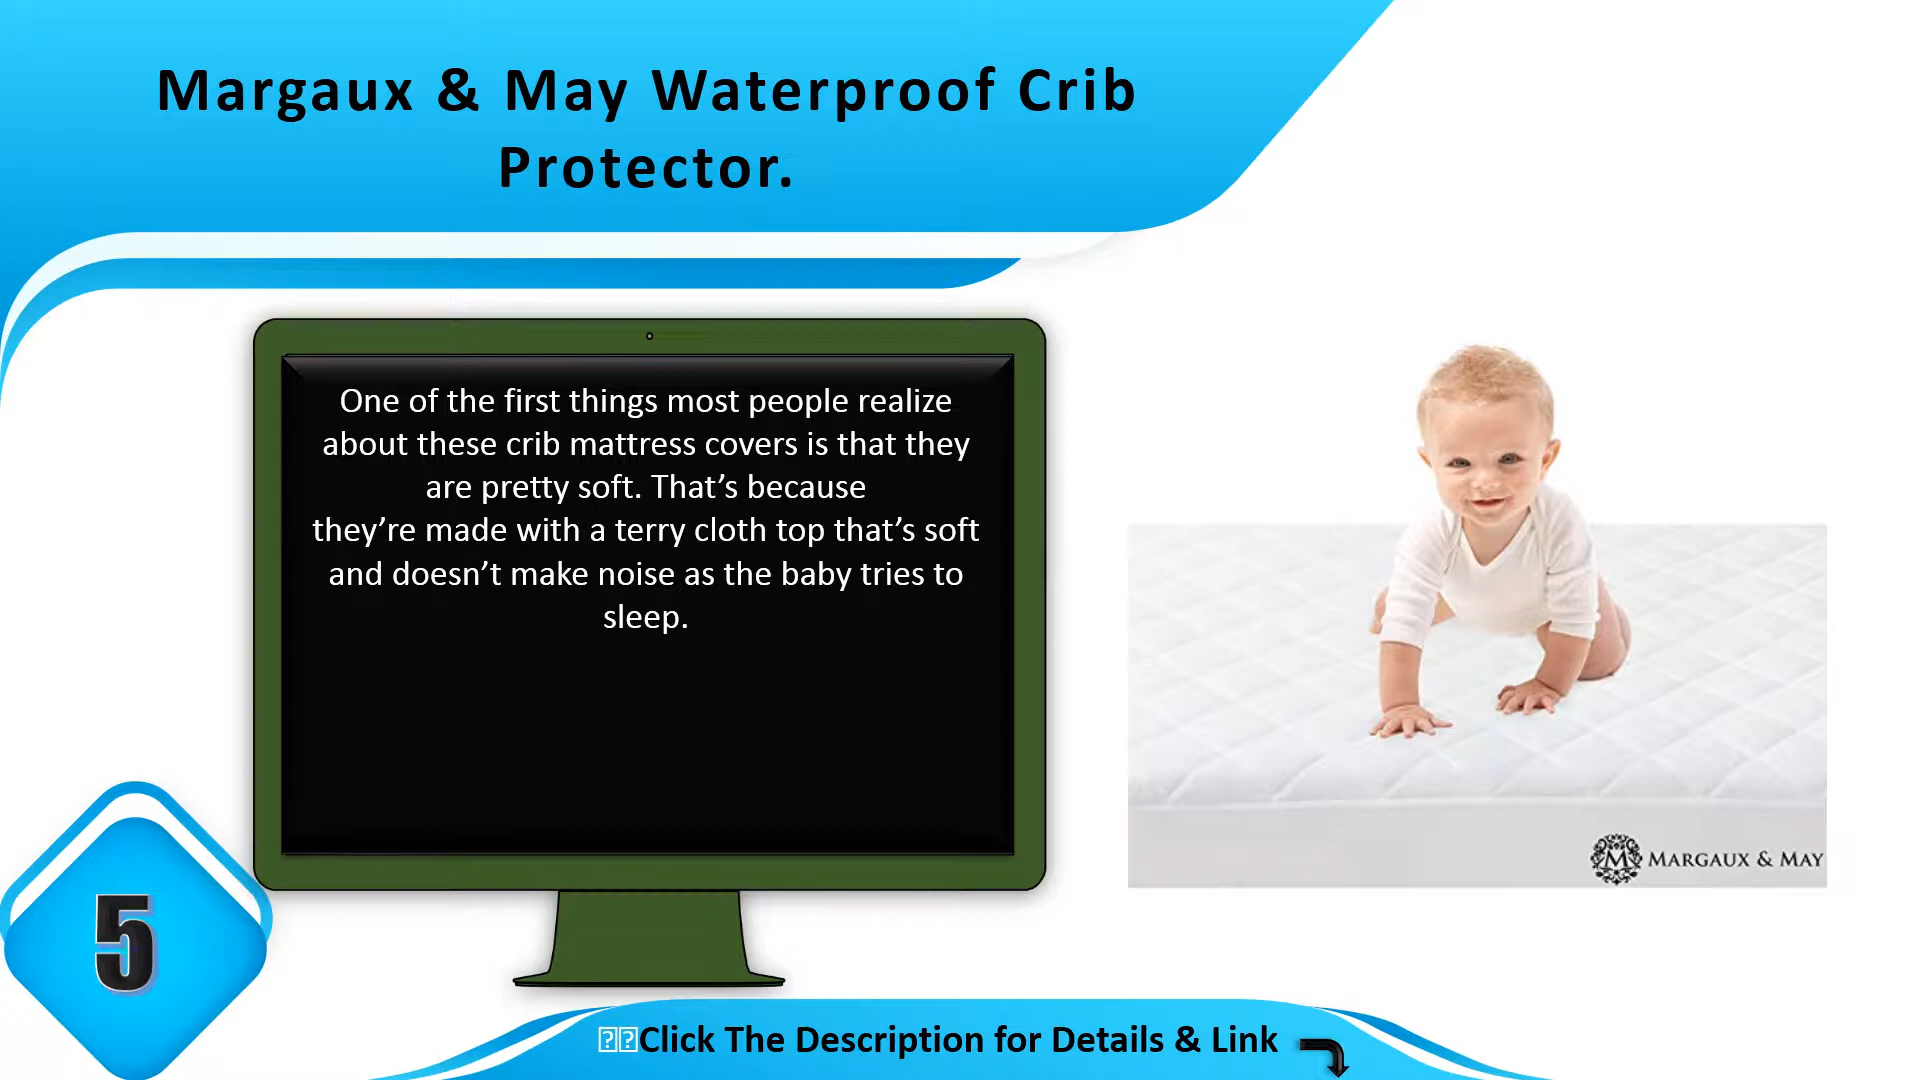 Margaux & May Waterproof Crib
Protector.
One of the first things most people realize
about these crib mattress covers is that they
are pretty soft. That’s because
they’re made with a terry cloth top that’s soft
and doesn’t make noise as the baby tries to
sleep.
M MARGAUX & MAY
5
Click The Description for Details & Link